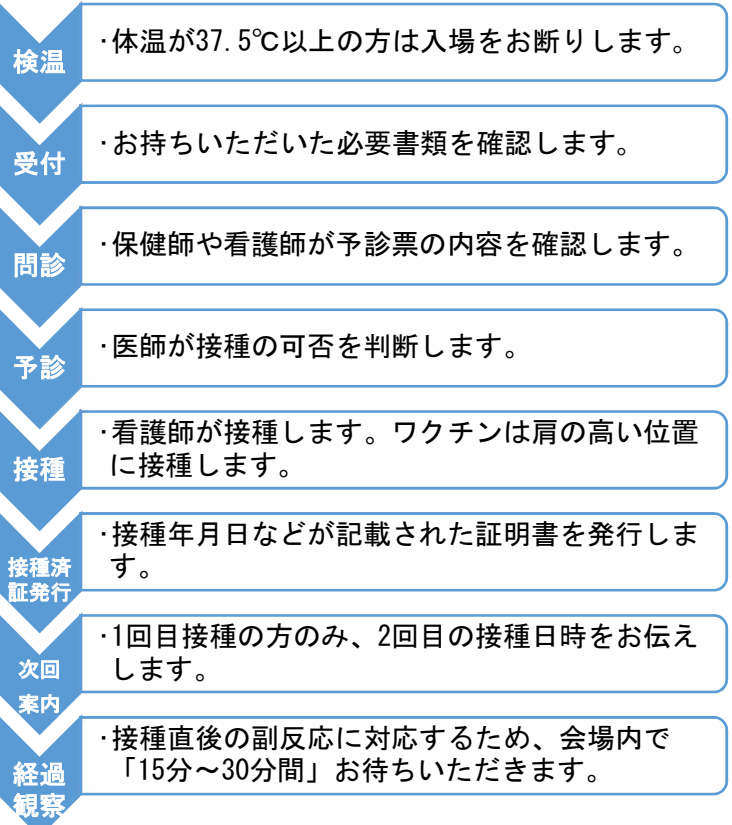 検温
・体温が37.5℃以上の方は入場をお断りします。
受付
・お持ちいただいた必要書類を確認します。
問診
・保健師や看護師が予診票の内容を確認します。
予診
・医師が接種の可否を判断します。
接種
・看護師が接種します。ワクチンは肩の高い位置
に接種します。
接種済
証発行
・接種年月日などが記載された証明書を発行しま
す。
次回
案内
・1回目接種の方のみ、2回目の接種日時をお伝え
します。
経過
観察
・接種直後の副反応に対応するため、会場内で
「15分～30分間」お待ちいただきます。